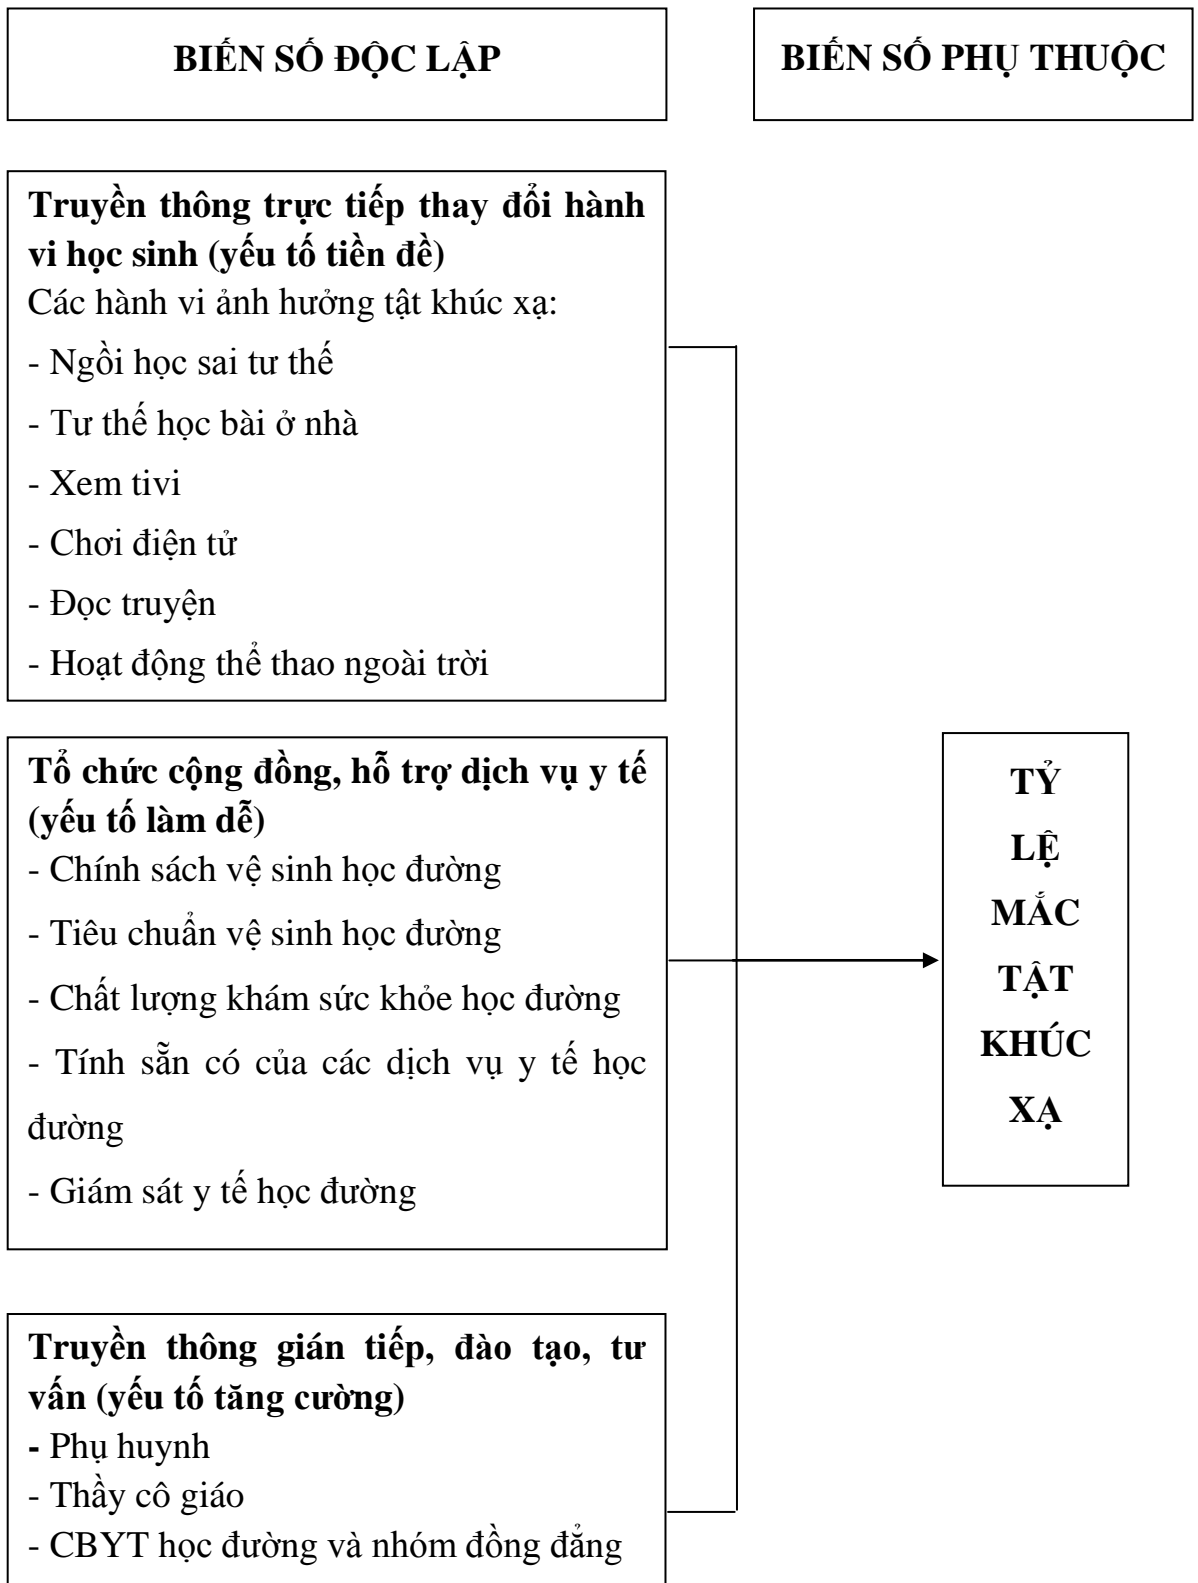 BIẾN SỐ ĐỘC LẬP
BIẾN SỐ PHỤ THUỘC
Truyền thông trực tiếp thay đổi hành
vi học sinh (yếu tố tiền đề)
Các hành vi ảnh hưởng tật khúc xạ:
- Ngồi học sai tư thế
- Tư thế học bài ở nhà
- Xem tivi
- Chơi điện tử
- Đọc truyện
- Hoạt động thể thao ngoài trời
Tổ chức cộng đồng, hỗ trợ dịch vụ y tế
(yếu tố làm dễ)
- Chính sách vệ sinh học đường
- Tiêu chuẩn vệ sinh học đường
- Chất lượng khám sức khỏe học đường
- Tính sẵn có của các dịch vụ y tế học
đường
- Giám sát y tế học đường
Truyền thông gián tiếp, đào tạo, tư
vấn (yếu tố tăng cường)
- Phụ huynh
- Thầy cô giáo
- CBYT học đường và nhóm đồng đẳng
TỶ
LỆ
MẮC
TẬT
KHÚC
XẠ